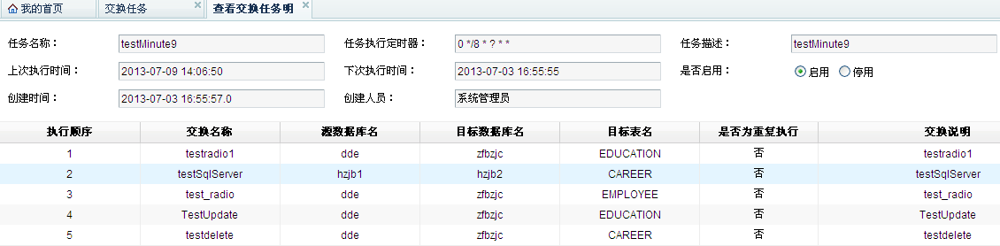 我的首页 交换任务 查看交换任务明
任务名称： testMinute9 任务执行定时器： 0 */8 * ? * * 任务描述： testMinute9
上次执行时间： 2013-07-09 14:06:50 下次执行时间： 2013-07-03 16:55:55 是否启用： 启用 停用
创建时间： 2013-07-03 16:55:57.0 创建人员： 系统管理员
执行顺序 交换名称 源数据库名 目标数据库名 目标表名 是否为重复执行 交换说明
1 testradio1 dde zfbzjc EDUCATION 否 testradio1
2 testSqlServer hzjb1 hzjb2 CAREER 否 testSqlServer
3 test_radio dde zfbzjc EMPLOYEE 否 test_radio
4 TestUpdate dde zfbzjc EDUCATION 否 TestUpdate
5 testdelete dde zfbzjc CAREER 否 testdelete